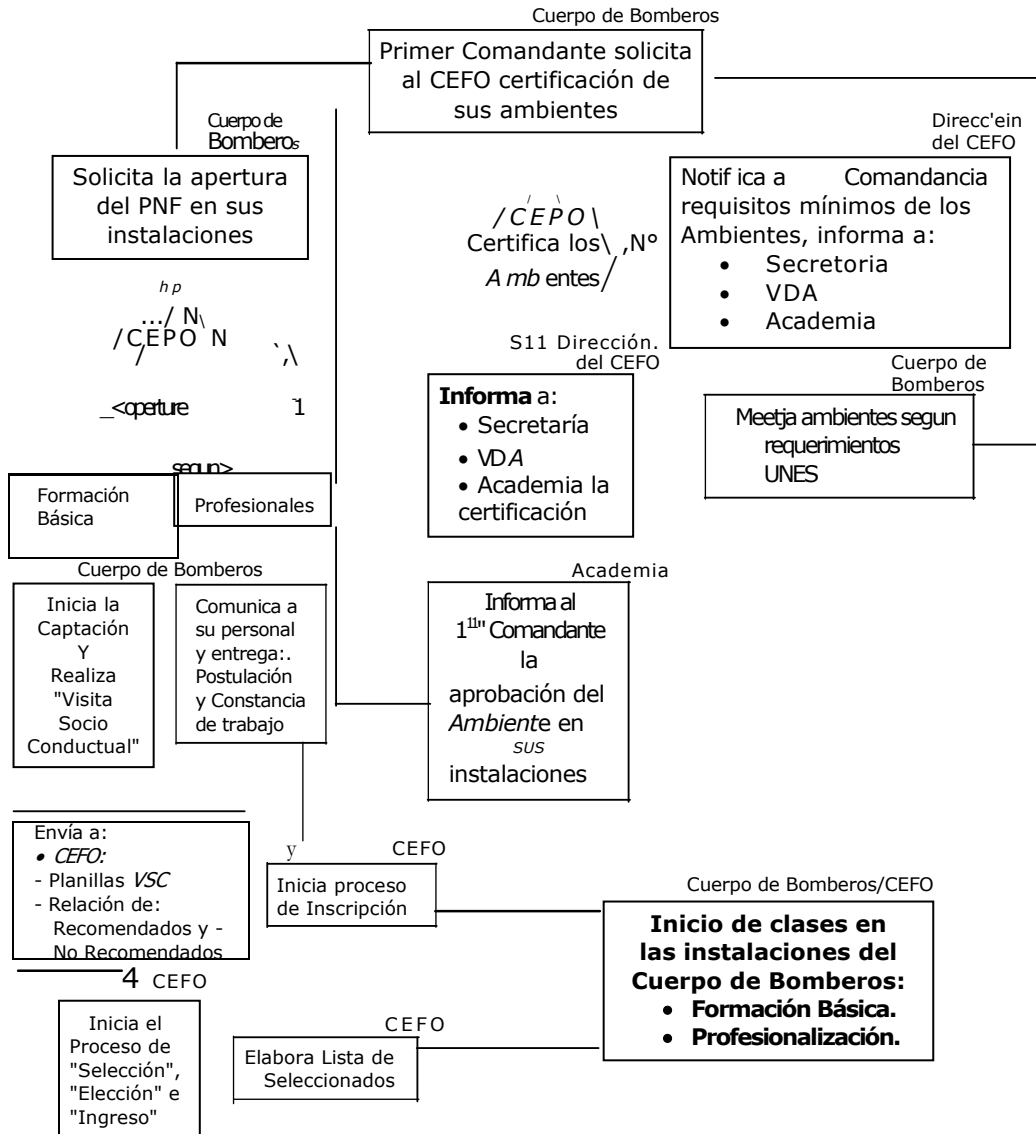 Cuerpo de Bomberos
Primer Comandante solicita
al CEFO certificación de
sus ambientes
Cuerpo de
Bomberos
Solicita la apertura
del PNF en sus
instalaciones
Direcc'ein
del CEFO
Notif ica a Comandancia
requisitos mínimos de los
Ambientes, informa a:
• Secretoria
• VDA
• Academia
/ \
/ CEPO \
Certifica los\ ,N°
Amb entes/
hp
.../ N\
/CEPO N
/ `,\
_<operture ˜1
segun>
S11 Dirección.
del CEFO
Informa a:
• Secretaría
• VDA
• Academia la
certificación
Cuerpo de
Bomberos
Meetja ambientes segun
requerimientos
UNES
Formación
Básica
Profesionales
Cuerpo de Bomberos
Inicia la
Captación
Y
Realiza
"Visita
Socio
Conductual"
Comunica a
su personal
y entrega:.
Postulación
y Constancia
de trabajo
Academia
Informa al
111" Comandante
la
aprobación del
Ambiente en
SUS
instalaciones
Envía a:
• CEFO:
- Planillas VSC
- Relación de:
Recomendados y -
No Recomendados
y CEFO
Inicia proceso
de Inscripción
Cuerpo de Bomberos/CEFO
Inicio de clases en
las instalaciones del
Cuerpo de Bomberos:
• Formación Básica.
• Profesionalización.
4 CEFO
Inicia el
Proceso de
"Selección",
"Elección" e
"Ingreso"
CEFO
Elabora Lista de
Seleccionados